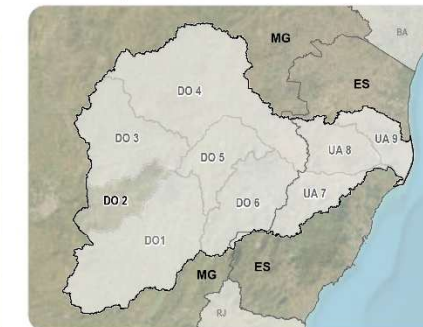 MG
BA
ES
DO 4
DO 3
DO 5
UA 8
UA 9
DO 2
DO 6
UA 7
DO1
MG
ES
RJ